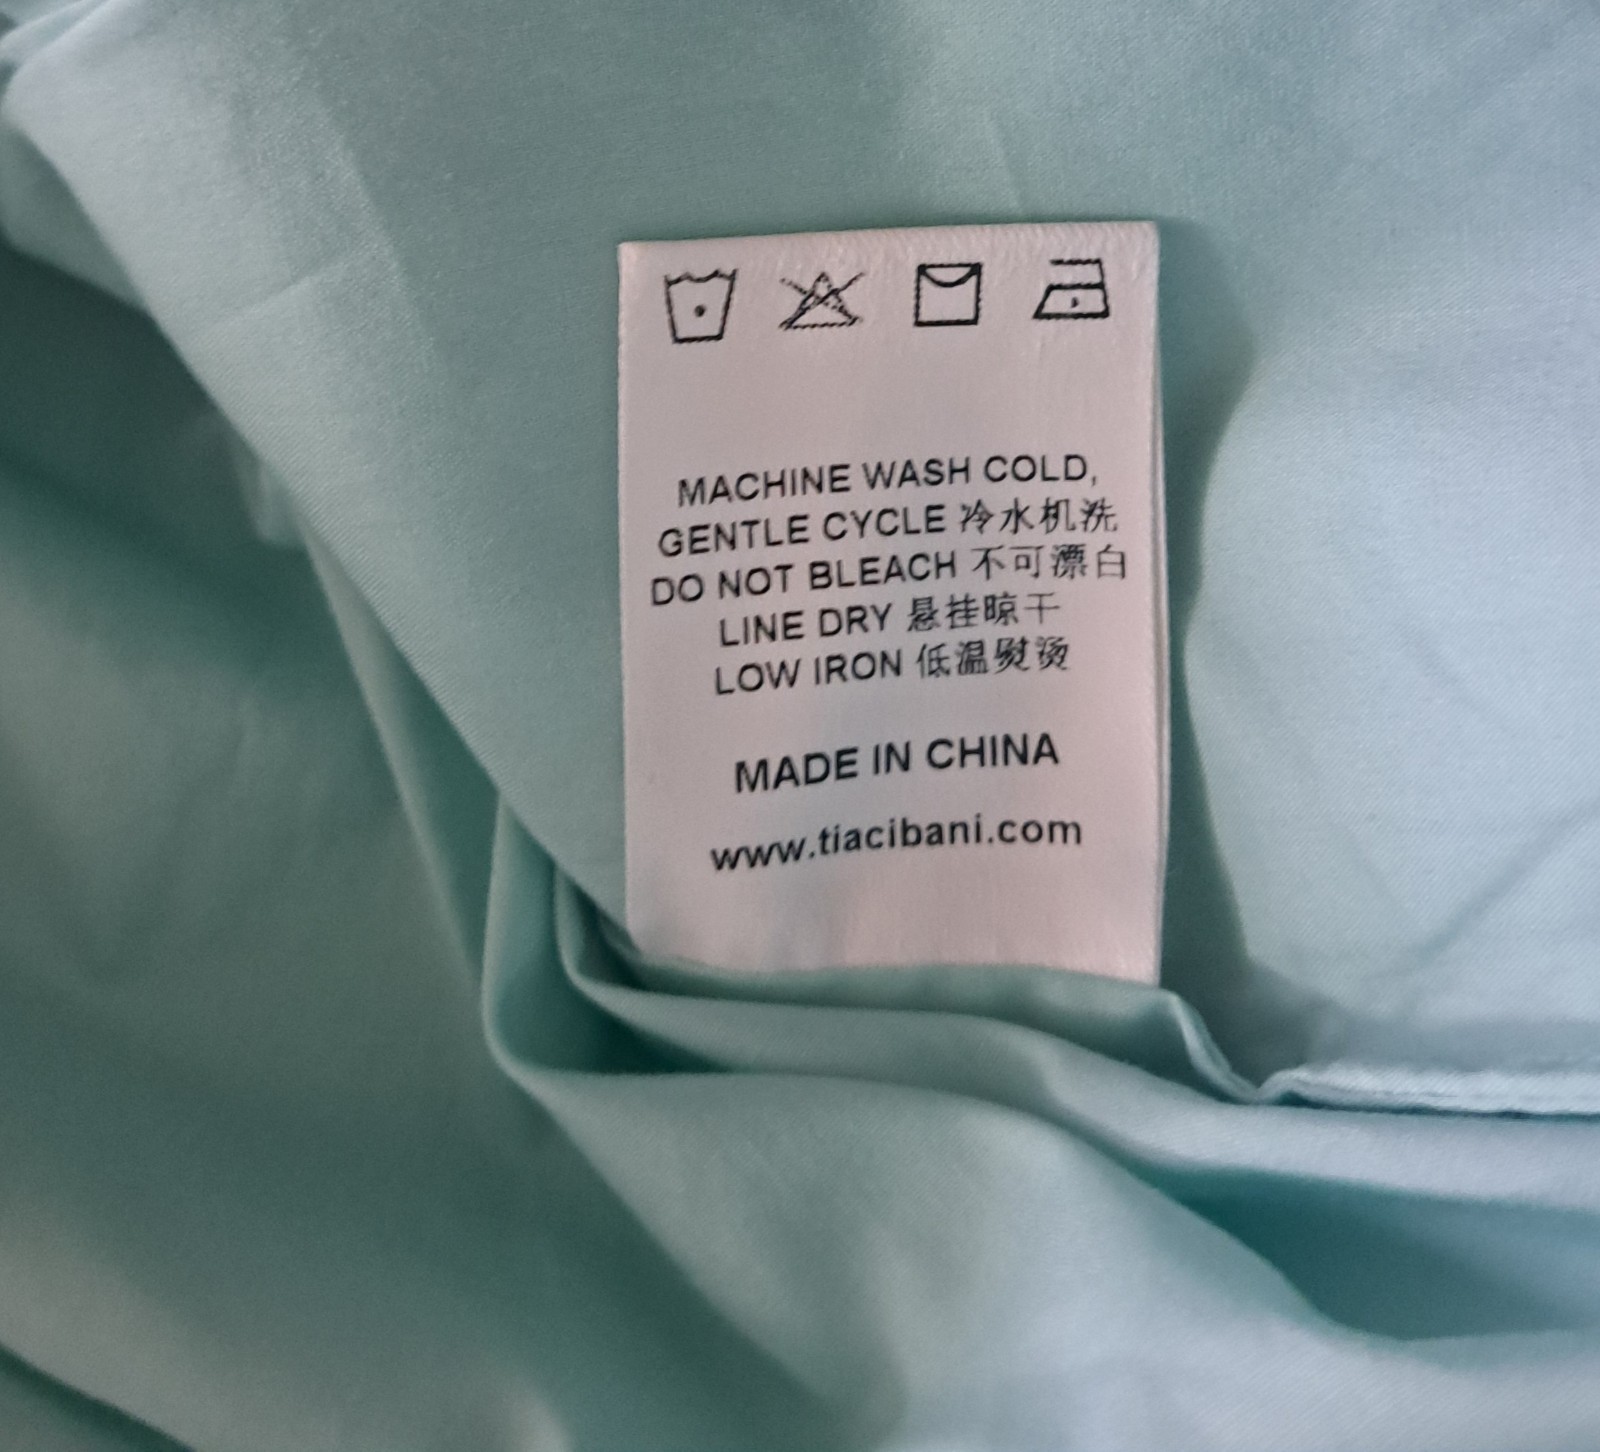 MACHINE WASH COLD,
GENTLE CYCLE 冷水机洗
DO NOT BLEACH 不可漂白
LINE DRY 悬挂晾干
LOW IRON 低温熨烫
MADE IN CHINA
www.tiacibani.com